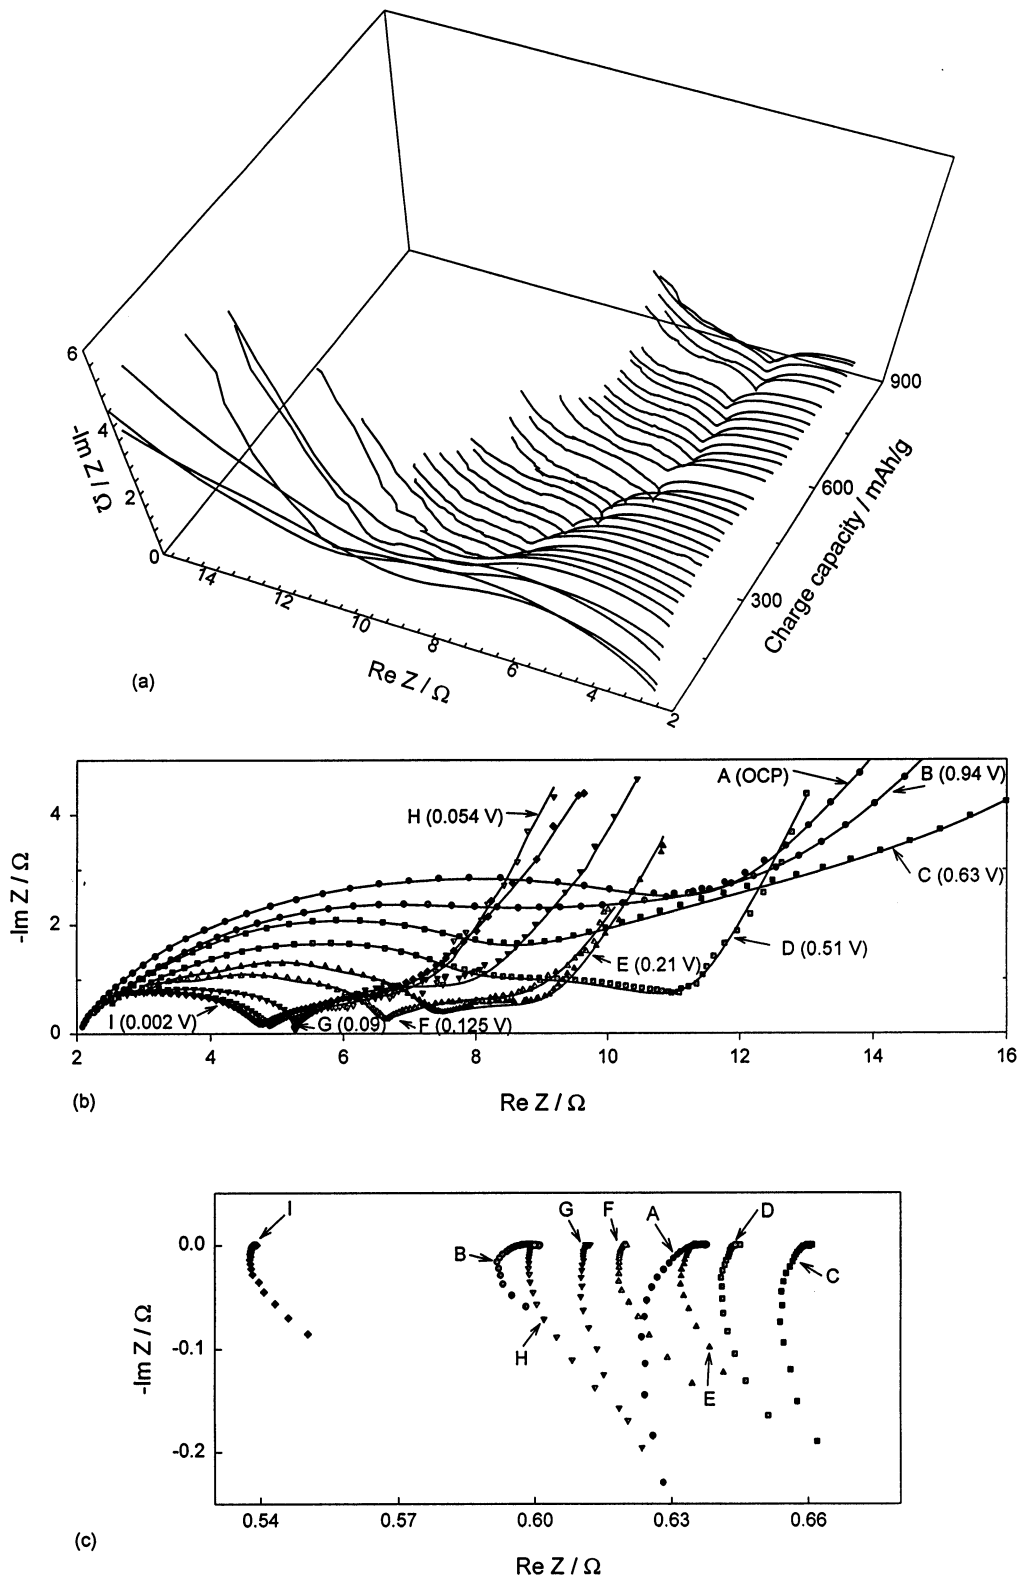 6
4
2
0
-Im Z / Ω
14
12
10
8
6
4
2
Re Z / Ω
900
600
300
Charge capacity / mAh/g
(a)
A (OCP)
B (0.94 V)
H (0.054 V)
C (0.63 V)
D (0.51 V)
E (0.21 V)
I (0.002 V)
G (0.09)
F (0.125 V)
4
2
0
-Im Z / Ω
2 4 6 8 10 12 14 16
Re Z / Ω
(b)
I
G
F
A
D
B
C
H
E
0.0
-0.1
-0.2
-Im Z / Ω
0.54 0.57 0.60 0.63 0.66
Re Z / Ω
(c)